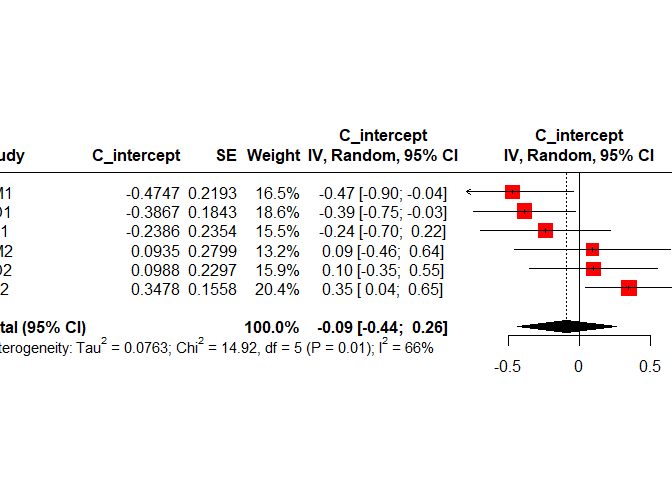 C_intercept C_intercept
udy C_intercept SE Weight IV, Random, 95% CI IV, Random, 95% CI
M1 -0.4747 0.2193 16.5% -0.47 [-0.90; -0.04]
D1 -0.3867 0.1843 18.6% -0.39 [-0.75; -0.03]
1 -0.2386 0.2354 15.5% -0.24 [-0.70; 0.22]
M2 0.0935 0.2799 13.2% 0.09 [-0.46; 0.64]
D2 0.0988 0.2297 15.9% 0.10 [-0.35; 0.55]
2 0.3478 0.1558 20.4% 0.35 [ 0.04; 0.65]
tal (95% CI) 100.0% -0.09 [-0.44; 0.26]
terogeneity: Tau² = 0.0763; Chi² = 14.92, df = 5 (P = 0.01); I² = 66%
-0.5 0 0.5